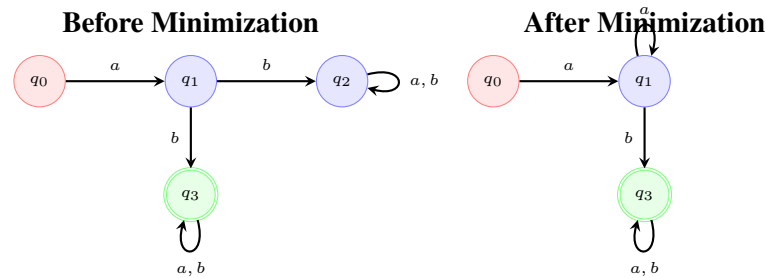 Before Minimization
After Minimization
a
q0 a q1 b q2 a, b
q0 a q1
b
b
q3
q3
a, b
a, b